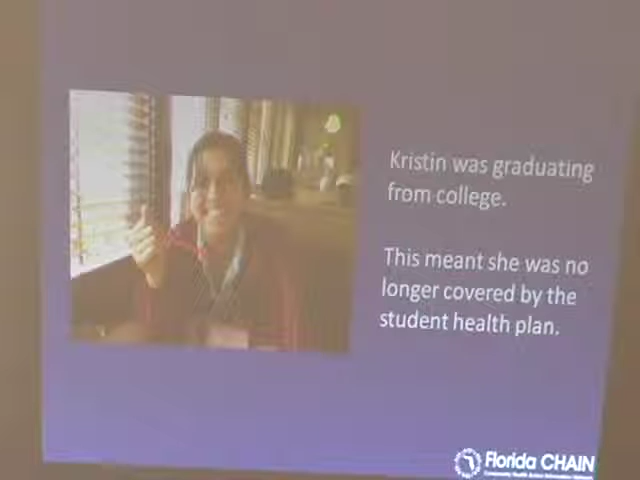 Kristin was graduating
from college.
This meant she was no
longer covered by the
student health plan.
Florida CHAIN